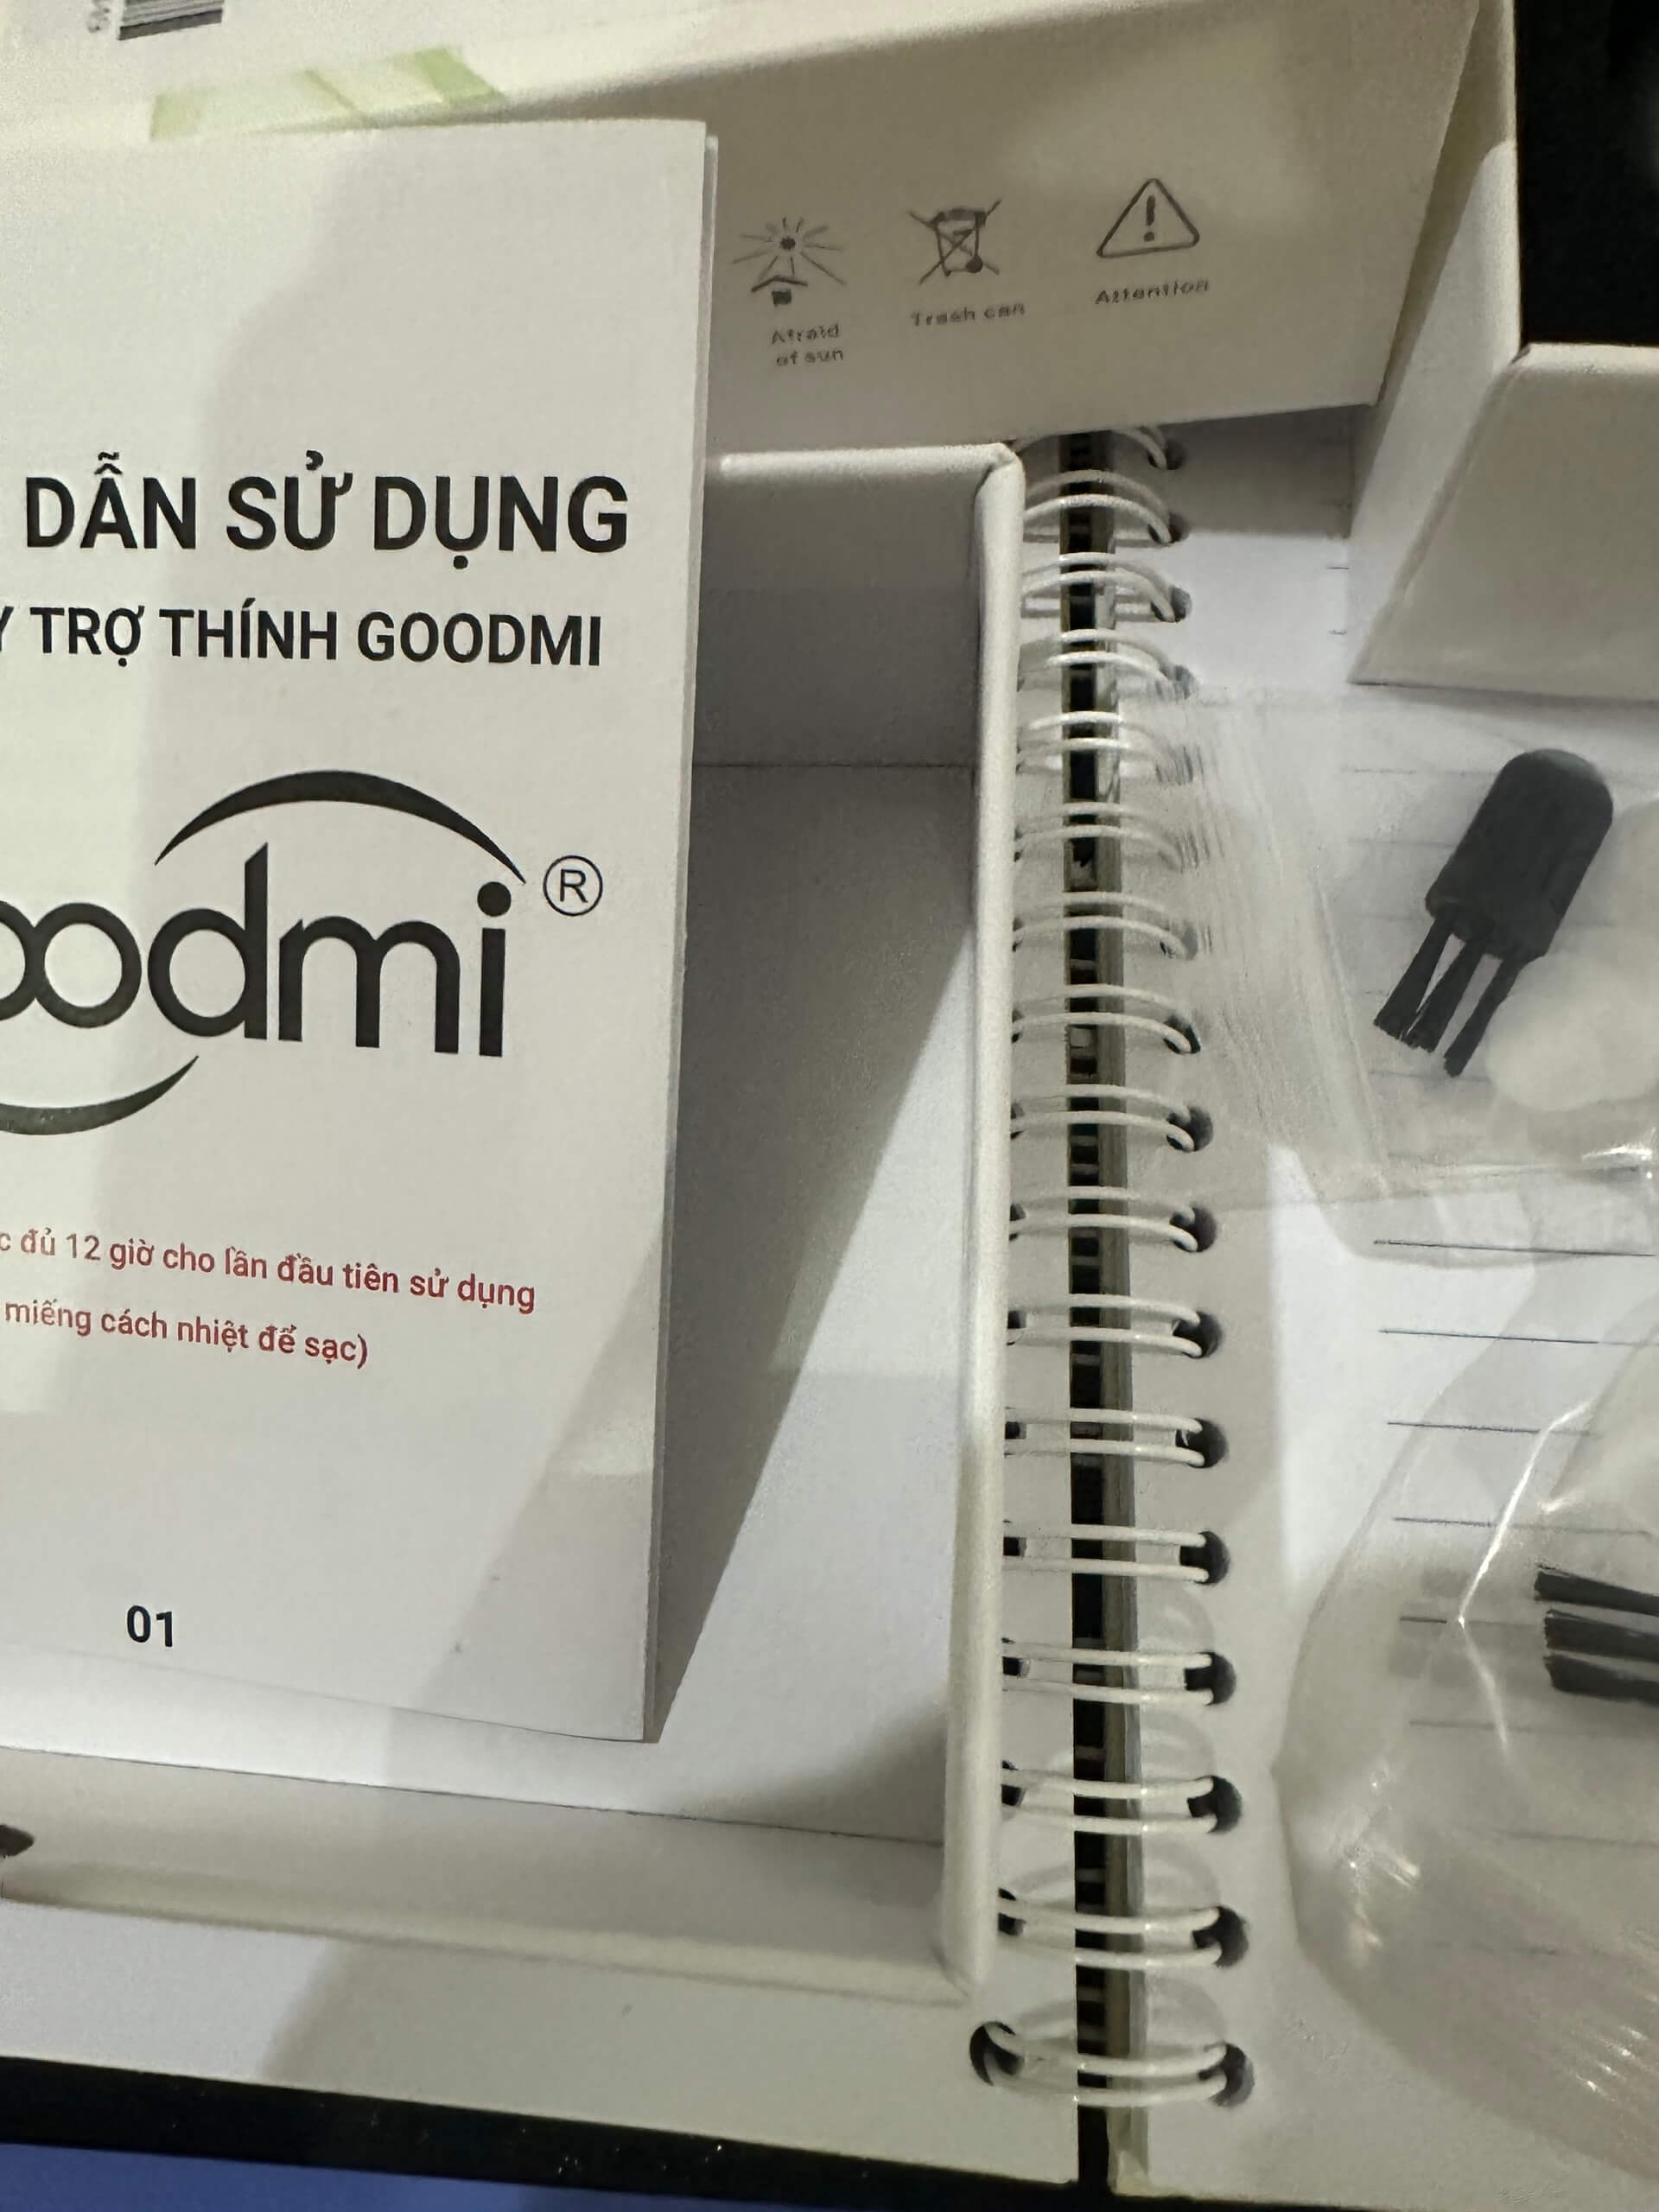 Afraid
of sun
Trash can
Attention
DẪN SỬ DỤNG
TRỢ THÍNH GOODMI
oodmi®
đủ 12 giờ cho lần đầu tiên sử dụng
miếng cách nhiệt để sạc)
01